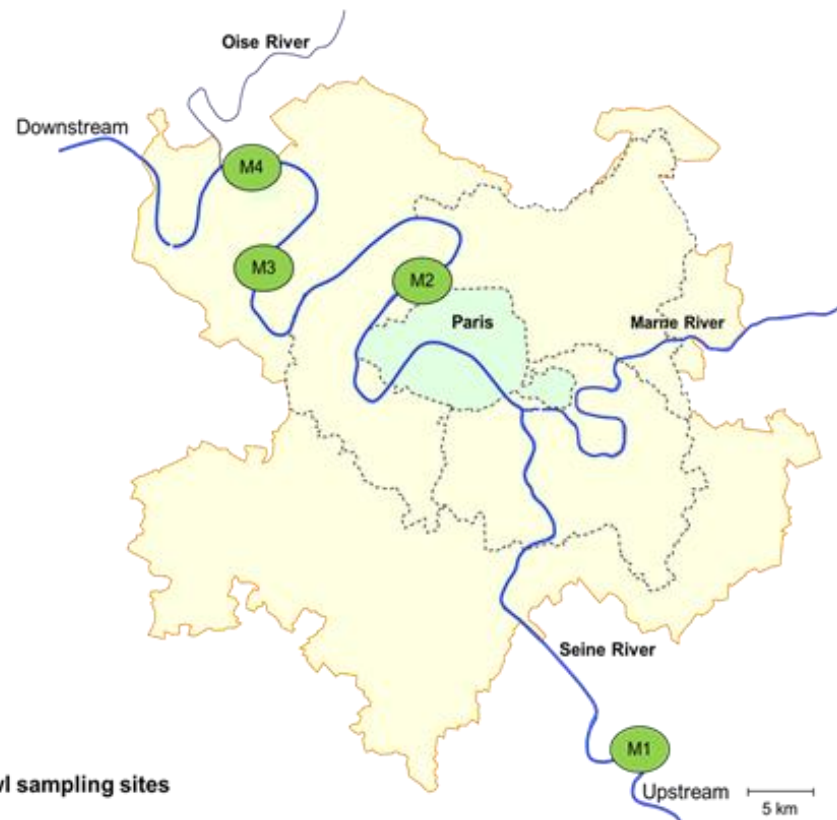 Oise River
Downstream
M4
M3
M2
Paris
Marne River
Seine River
M1
sampling sites
Upstream
5 km